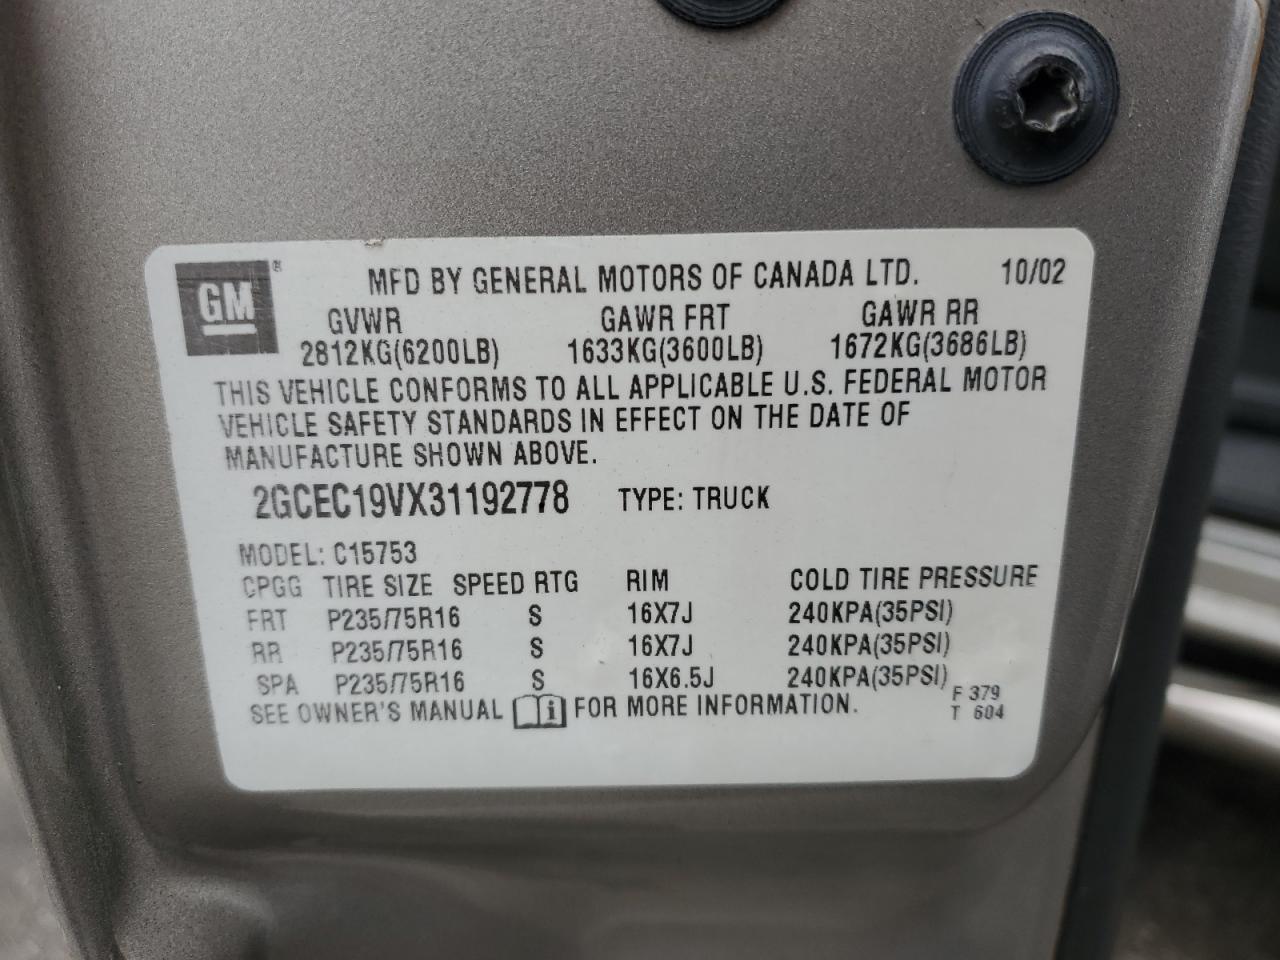 GM®
MFD BY GENERAL MOTORS OF CANADA LTD. 10/02
GVWR GAWR FRT GAWR RR
2812KG(6200LB) 1633KG(3600LB) 1672KG(3686LB)
THIS VEHICLE CONFORMS TO ALL APPLICABLE U.S. FEDERAL MOTOR
VEHICLE SAFETY STANDARDS IN EFFECT ON THE DATE OF
MANUFACTURE SHOWN ABOVE.
2GCEC19VX31192778 TYPE: TRUCK
MODEL: C15753
CPGG TIRE SIZE SPEED RTG RIM COLD TIRE PRESSURE
FRT P235/75R16 S 16X7J 240KPA(35PSI)
RR P235/75R16 S 16X7J 240KPA(35PSI)
SPA P235/75R16 S 16X6.5J 240KPA(35PSI)
SEE OWNER'S MANUAL i FOR MORE INFORMATION.
F 379
T 604